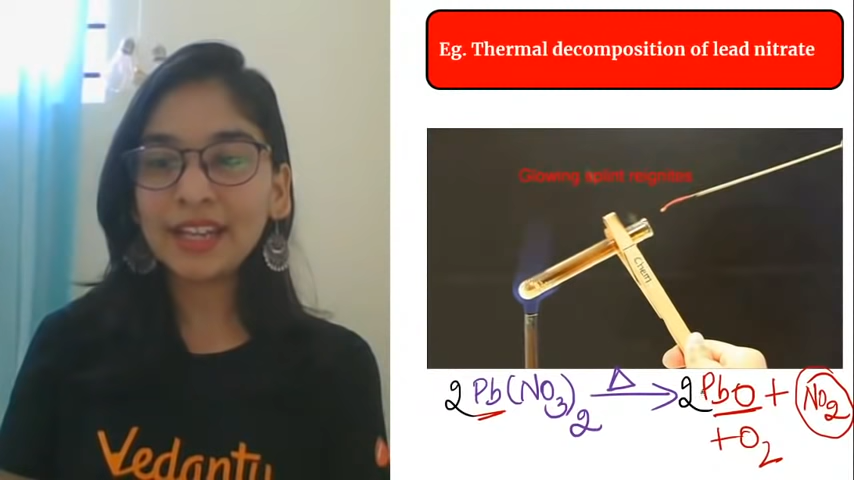 Eg. Thermal decomposition of lead nitrate
Glowing splint reignites
Chem
2Pb(NO3)2 Δ→ 2PbO + NO2
+O2
Vedantu